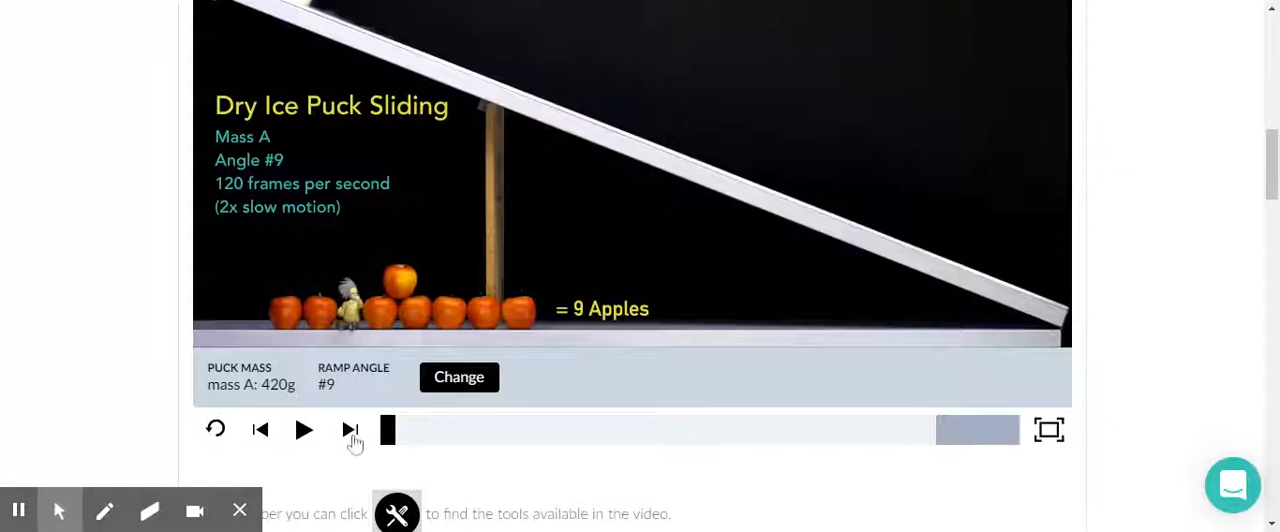 Dry Ice Puck Sliding
Mass A
Angle #9
120 frames per second
(2x slow motion)
= 9 Apples
PUCK MASS
mass A: 420g
RAMP ANGLE
#9
Change
per you can click to find the tools available in the video.